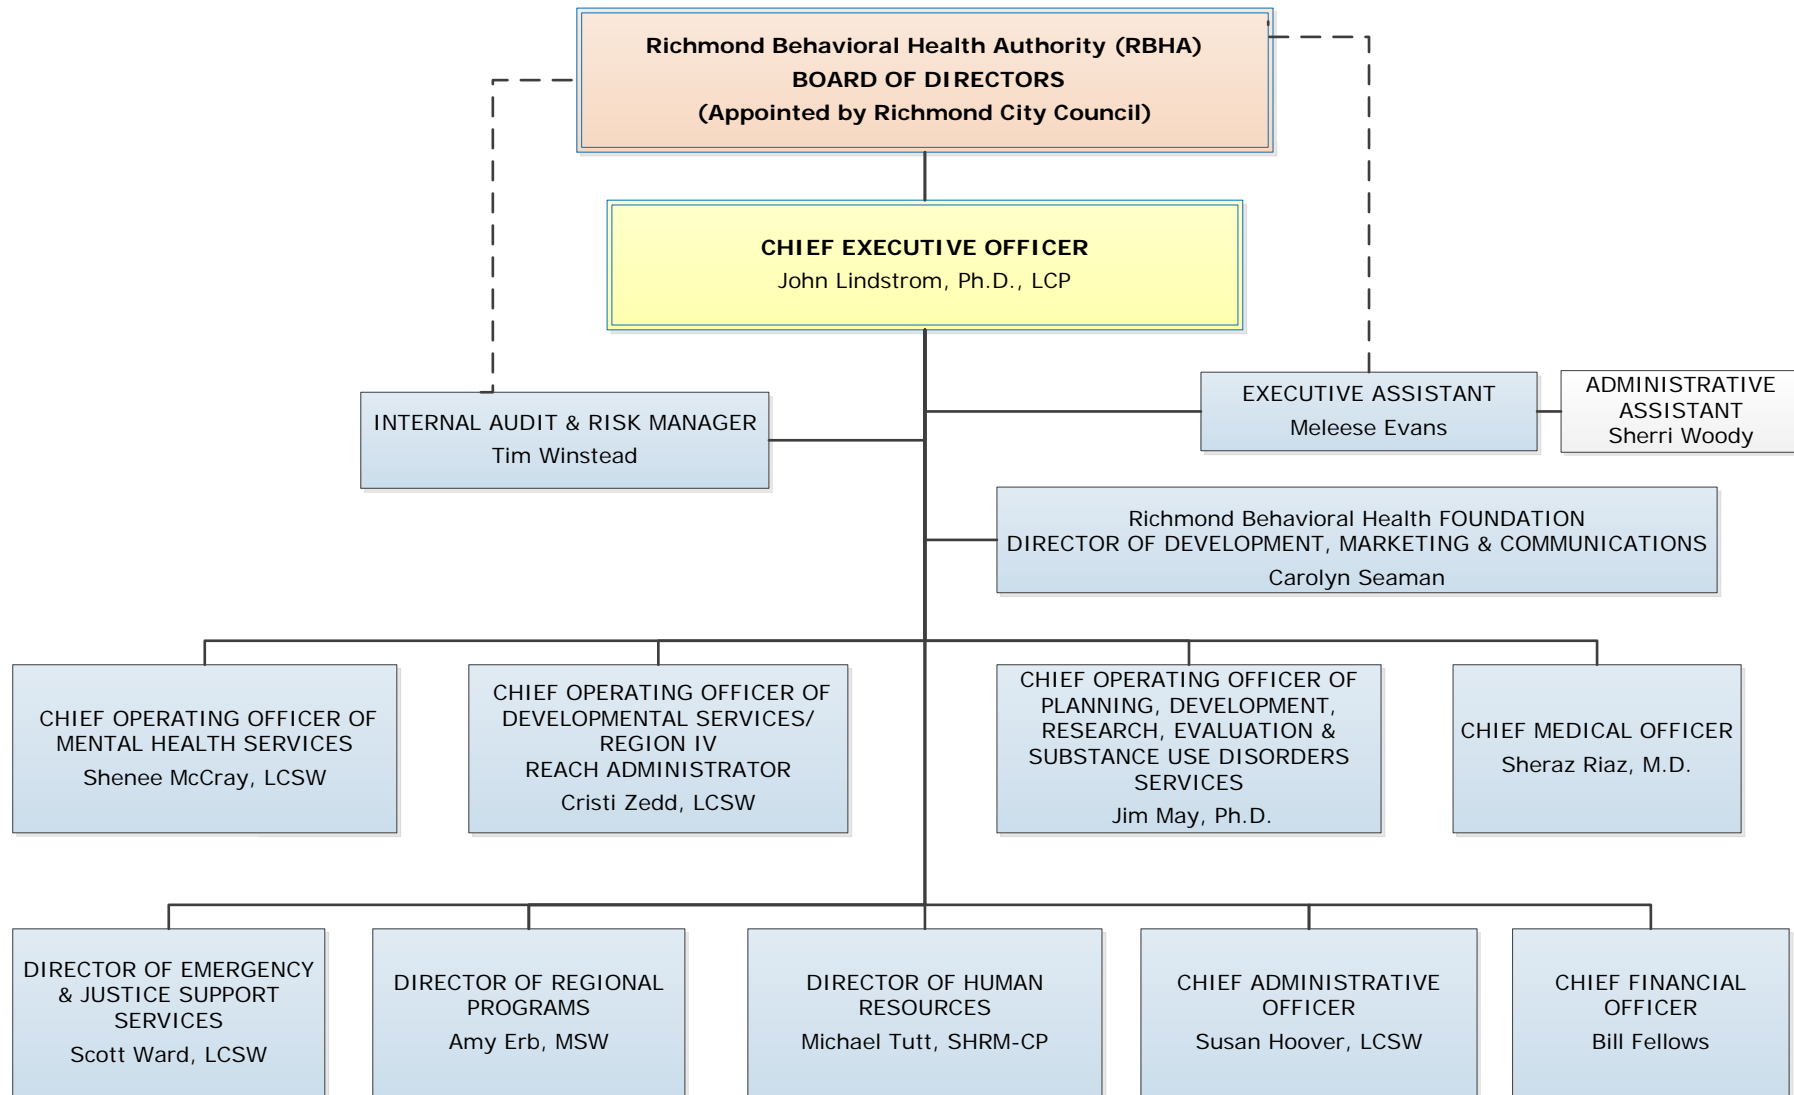 Richmond Behavioral Health Authority (RBHA)
BOARD OF DIRECTORS
(Appointed by Richmond City Council)
CHIEF EXECUTIVE OFFICER
John Lindstrom, Ph.D., LCP
INTERNAL AUDIT & RISK MANAGER
Tim Winstead
EXECUTIVE ASSISTANT
Meleese Evans
ADMINISTRATIVE
ASSISTANT
Sherri Woody
Richmond Behavioral Health FOUNDATION
DIRECTOR OF DEVELOPMENT, MARKETING & COMMUNICATIONS
Carolyn Seaman
CHIEF OPERATING OFFICER OF
MENTAL HEALTH SERVICES
Shenee McCray, LCSW
CHIEF OPERATING OFFICER OF
DEVELOPMENTAL SERVICES/
REGION IV
REACH ADMINISTRATOR
Cristi Zedd, LCSW
CHIEF OPERATING OFFICER OF
PLANNING, DEVELOPMENT,
RESEARCH, EVALUATION &
SUBSTANCE USE DISORDERS
SERVICES
Jim May, Ph.D.
CHIEF MEDICAL OFFICER
Sheraz Riaz, M.D.
DIRECTOR OF EMERGENCY
& JUSTICE SUPPORT
SERVICES
Scott Ward, LCSW
DIRECTOR OF REGIONAL
PROGRAMS
Amy Erb, MSW
DIRECTOR OF HUMAN
RESOURCES
Michael Tutt, SHRM-CP
CHIEF ADMINISTRATIVE
OFFICER
Susan Hoover, LCSW
CHIEF FINANCIAL
OFFICER
Bill Fellows